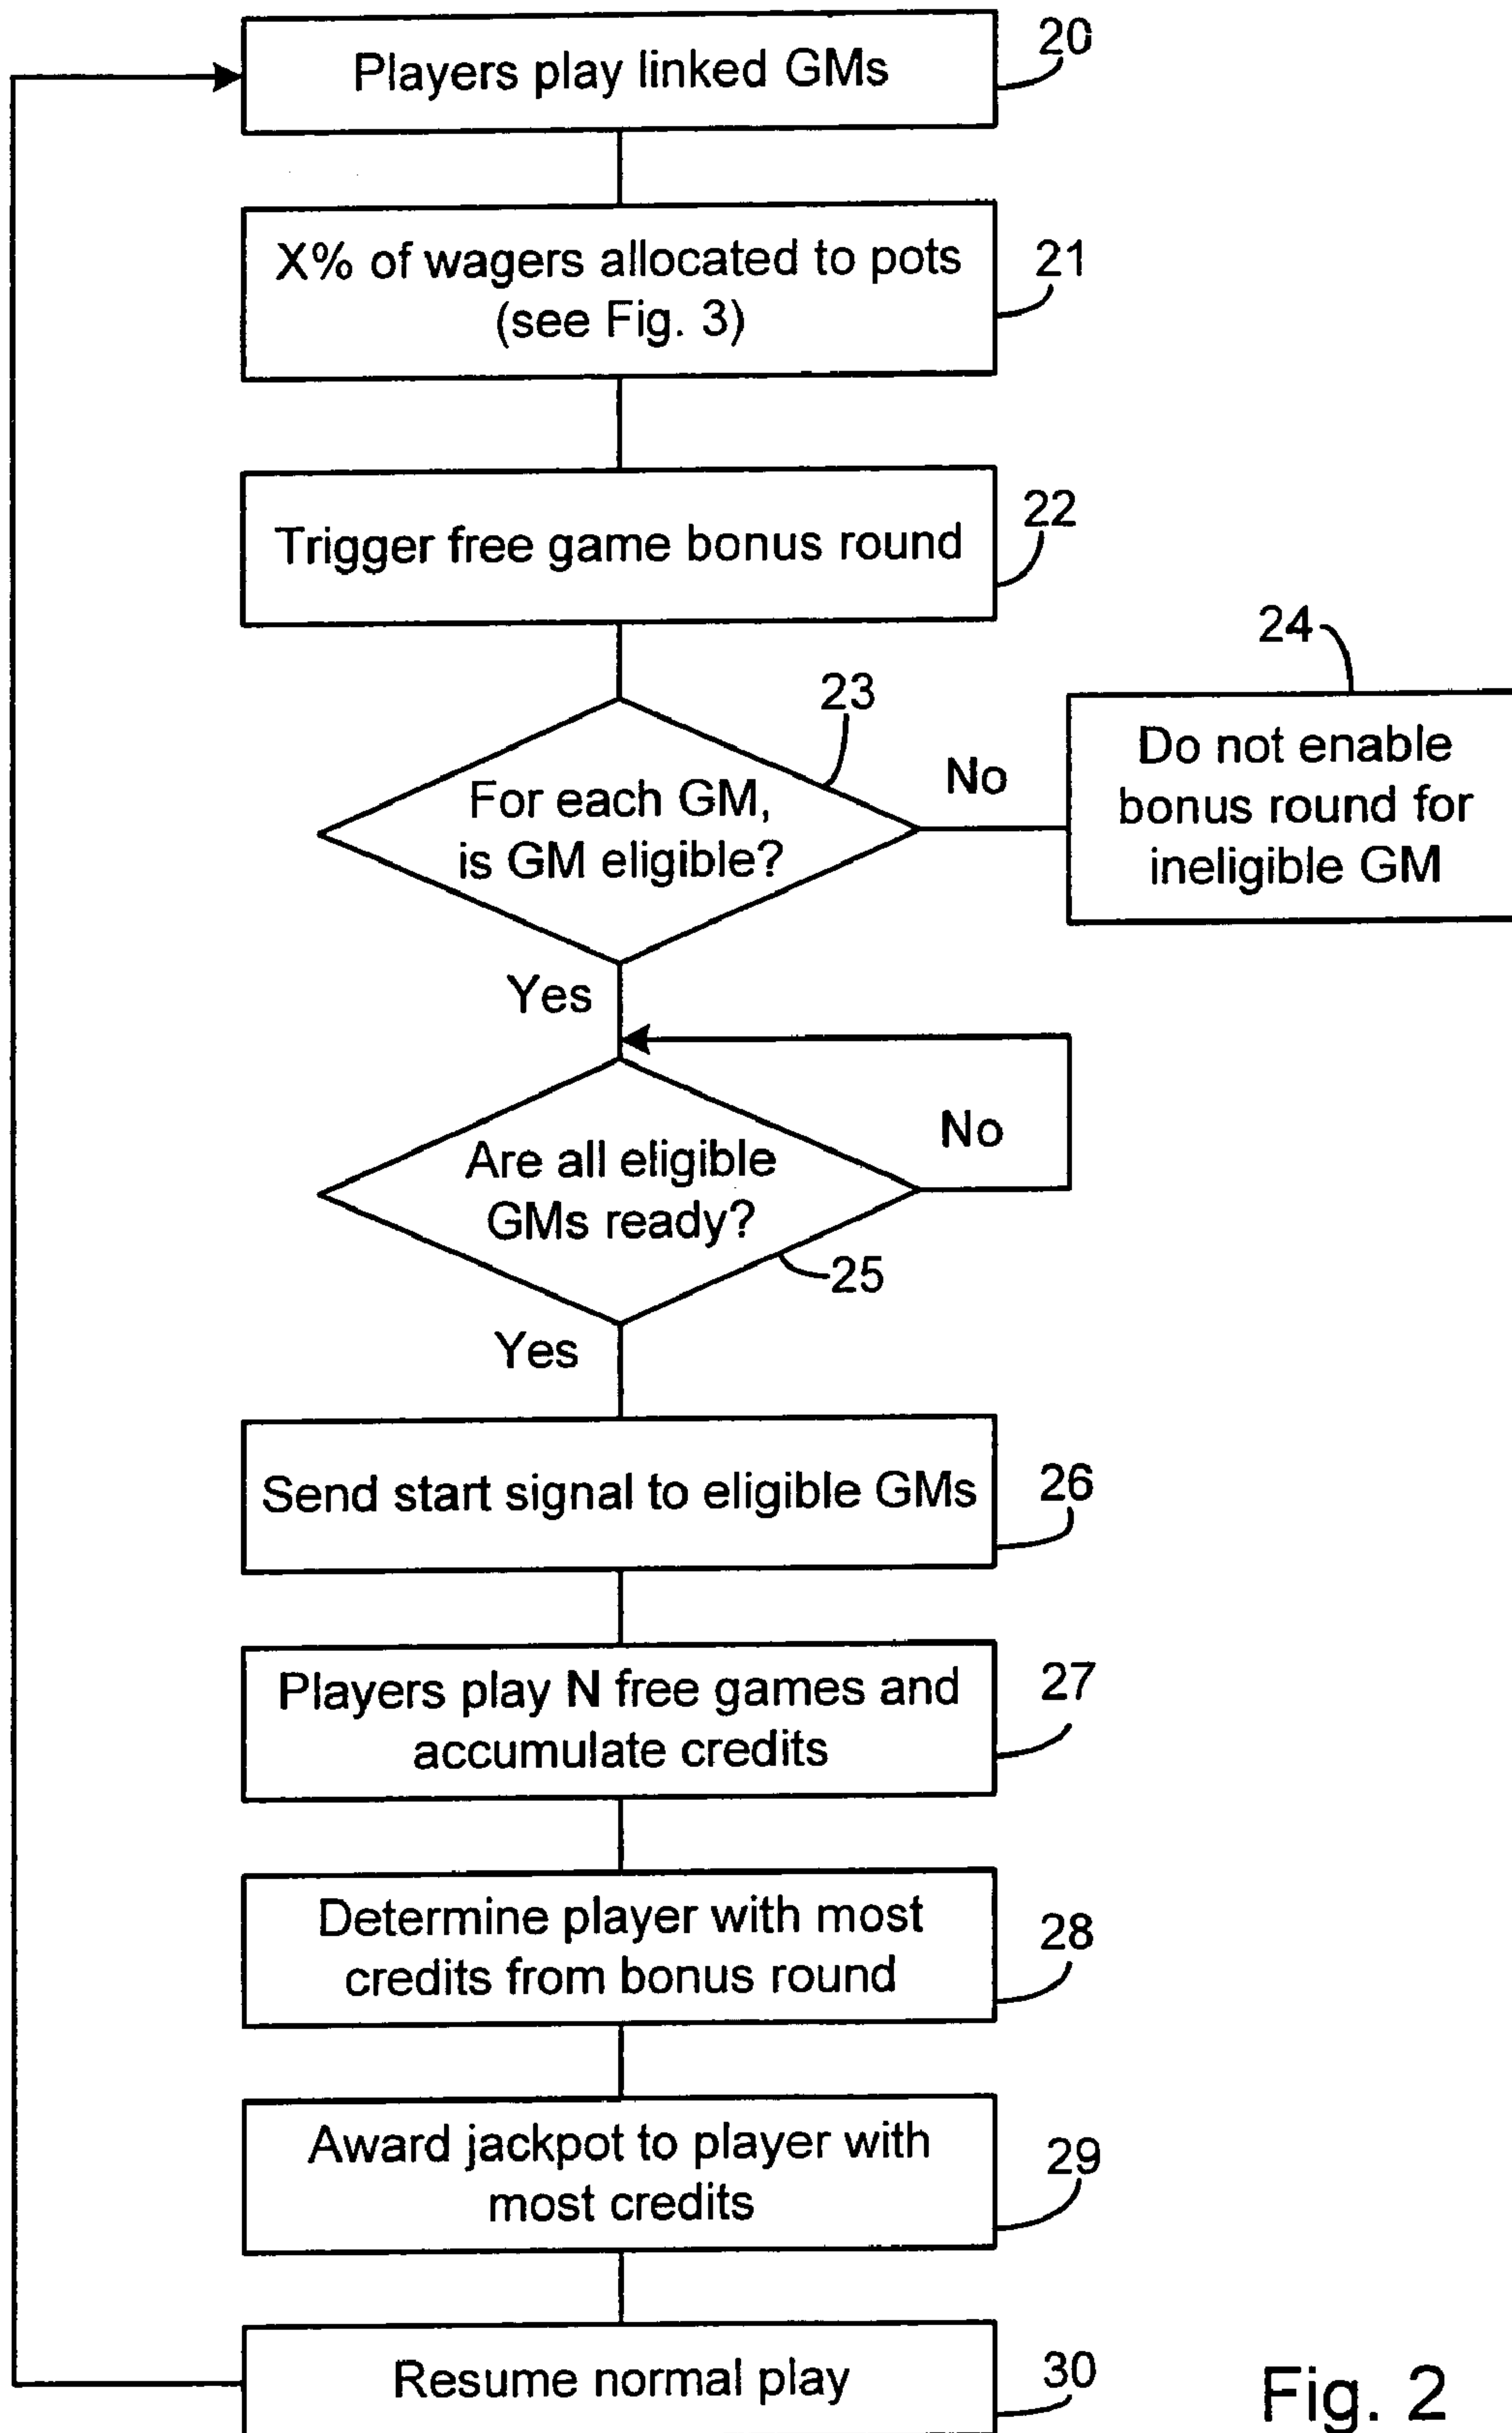 Players play linked GMs
20
X% of wagers allocated to pots
(see Fig. 3)
21
Trigger free game bonus round
22
24
23
For each GM,
is GM eligible?
No
Do not enable
bonus round for
ineligible GM
Yes
Are all eligible
GMs ready?
No
25
Yes
Send start signal to eligible GMs
26
Players play N free games and
accumulate credits
27
Determine player with most
credits from bonus round
28
Award jackpot to player with
most credits
29
Resume normal play
30
Fig. 2